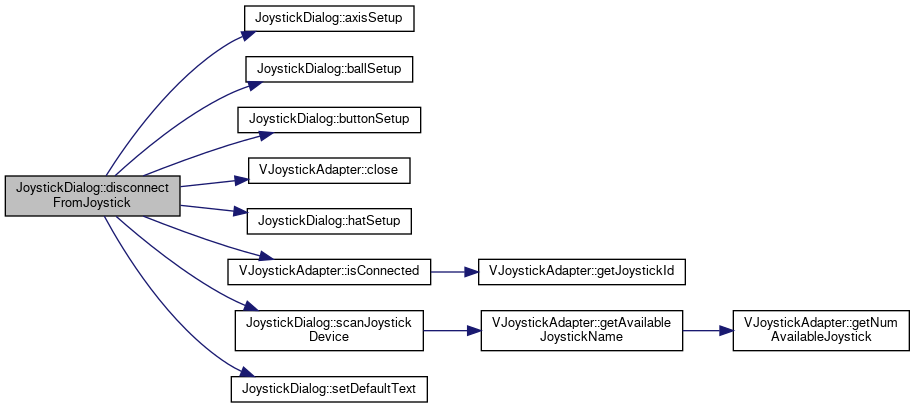 JoystickDialog::axisSetup
JoystickDialog::ballSetup
JoystickDialog::buttonSetup
JoystickDialog::disconnect
FromJoystick
VJoystickAdapter::close
JoystickDialog::hatSetup
VJoystickAdapter::isConnected
VJoystickAdapter::getJoystickId
JoystickDialog::scanJoystick
Device
VJoystickAdapter::getAvailable
JoystickName
VJoystickAdapter::getNum
AvailableJoystick
JoystickDialog::setDefaultText